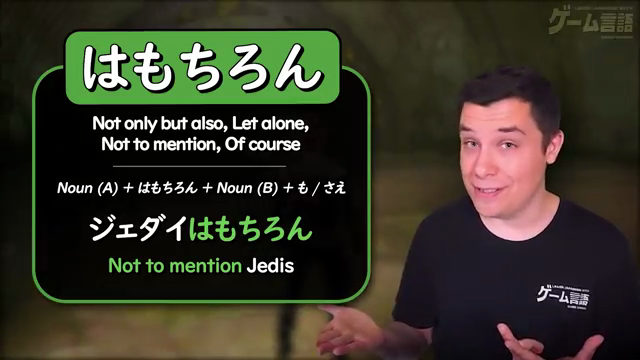 はもちろん
Not only but also, Let alone,
Not to mention, Of course
Noun (A) + はもちろん + Noun (B) + も / さえ
ジェダイはもちろん
Not to mention Jedis
ゲーム言語
ゲーム言語